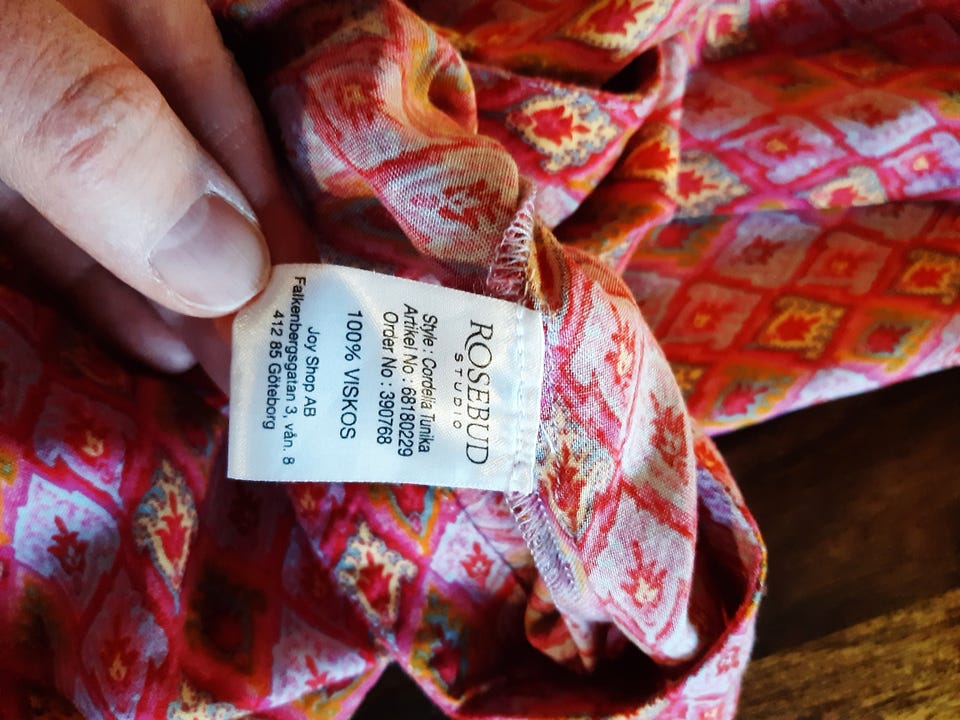 ROSEBUD
STUDIO
Style : Cordelia Tunika
Artikel No : 68180229
Order No : 390768
100% VISKOS
Joy Shop AB
Falkenbergsgatan 3, vån. 8
412 85 Göteborg